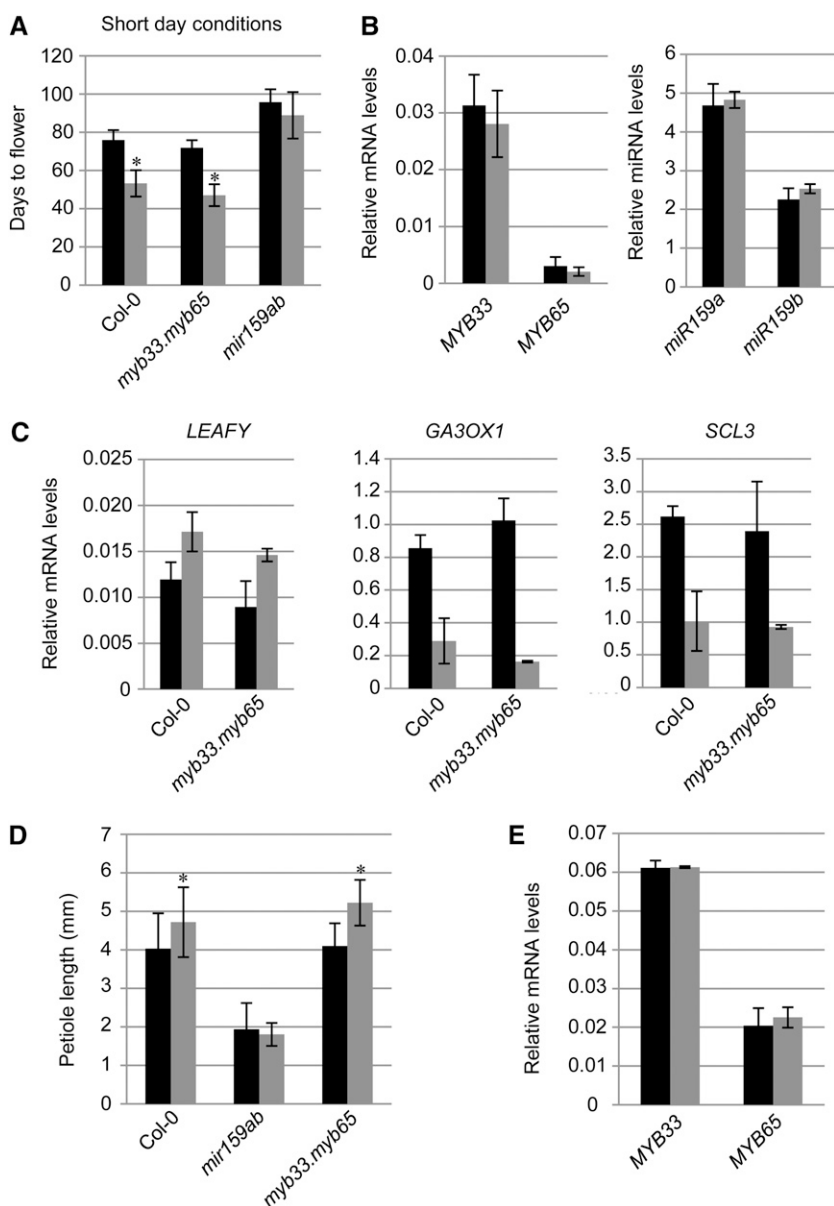 A
Short day conditions
Days to flower
120
100
80
60
40
20
0
*
*
Col-0
myb33.myb65
mir159ab
B
Relative mRNA levels
0.04
0.03
0.02
0.01
0
MYB33
MYB65
Relative miRNA levels
6
5
4
3
2
1
0
miR159a
miR159b
C
LEAFY
Relative mRNA levels
0.025
0.020
0.015
0.010
0.005
0
Col-0
myb33.myb65
GA3OX1
1.4
1.2
1.0
0.8
0.6
0.4
0.2
0
Col-0
myb33.myb65
SCL3
3.5
3.0
2.5
2.0
1.5
1.0
0.5
0
Col-0
myb33.myb65
D
Petiole length (mm)
7
6
5
4
3
2
1
0
*
*
Col-0
mir159ab
myb33.myb65
E
Relative mRNA levels
0.07
0.06
0.05
0.04
0.03
0.02
0.01
0
MYB33
MYB65